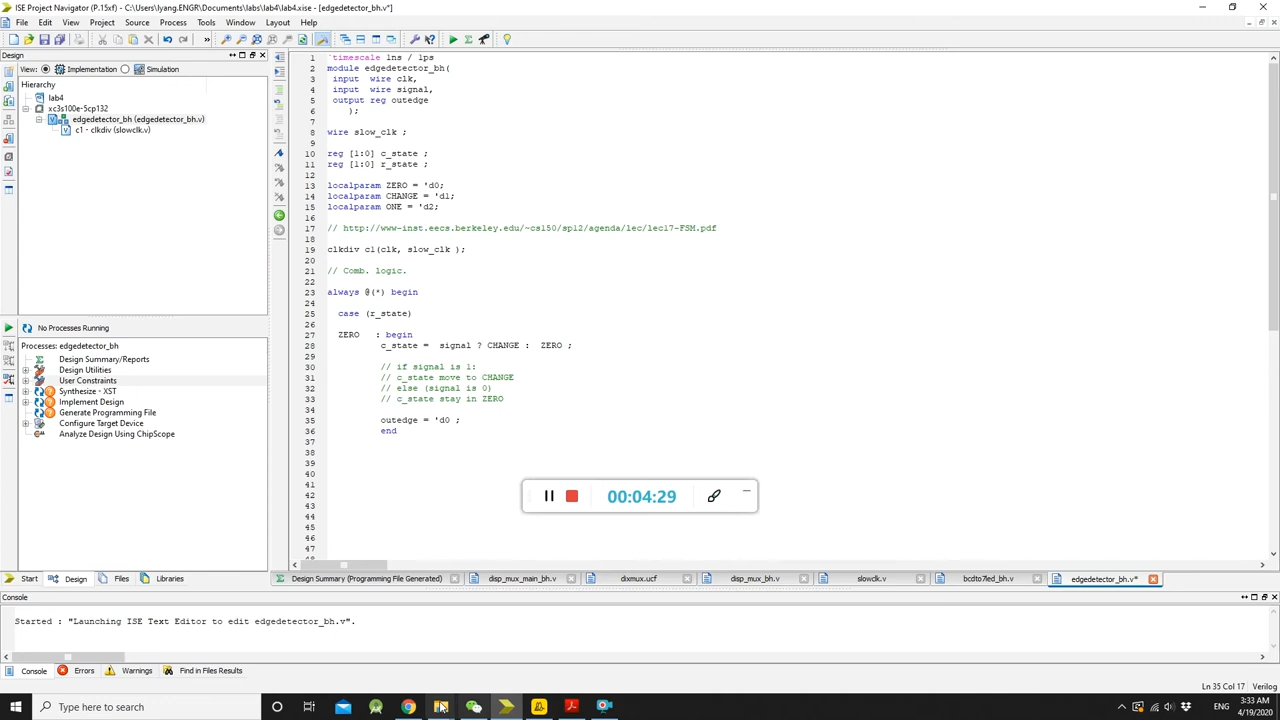 ISE Project Navigator (P.15xf) - C:\Users\lyang.ENGR\Documents\labs\lab4\lab4.xise - [edgedetector_bh.v*]
File Edit View Project Source Process Tools Window Layout Help
»
Design
View: Implementation Simulation
Hierarchy
lab4
xc3s100e-5cp132
edgedetector_bh (edgedetector_bh.v)
c1 - clkdiv (slowclk.v)
No Processes Running
Processes: edgedetector_bh
Design Summary/Reports
Design Utilities
User Constraints
Synthesize - XST
Implement Design
Generate Programming File
Configure Target Device
Analyze Design Using ChipScope
Start Design Files Libraries
1 `timescale 1ns / 1ps
2 module edgedetector_bh(
3 input wire clk,
4 input wire signal,
5 output reg outedge
6 );
7
8 wire slow_clk ;
9
10 reg [1:0] c_state ;
11 reg [1:0] r_state ;
12
13 localparam ZERO = 'd0;
14 localparam CHANGE = 'd1;
15 localparam ONE = 'd2;
16
17 // http://www-inst.eecs.berkeley.edu/~cs150/sp12/agenda/lec/lec17-FSM.pdf
18
19 clkdiv c1(clk, slow_clk );
20
21 // Comb. logic.
22
23 always @(*) begin
24
25 case (r_state)
26
27 ZERO : begin
28 c_state = signal ? CHANGE : ZERO ;
29
30 // if signal is 1:
31 // c_state move to CHANGE
32 // else (signal is 0)
33 // c_state stay in ZERO
34
35 outedge = 'd0 ;
36 end
37
38
39
40
41
42
43
44
45
46
47
00:04:29
Design Summary (Programming File Generated) disp_mux_main_bh.v dixmux.ucf disp_mux_bh.v slowclk.v bcdto7led_bh.v edgedetector_bh.v*
Console
Started : "Launching ISE Text Editor to edit edgedetector_bh.v".
Console Errors Warnings Find in Files Results
Ln 35 Col 17 Verilog
Type here to search
ENG
3:33 AM
4/19/2020